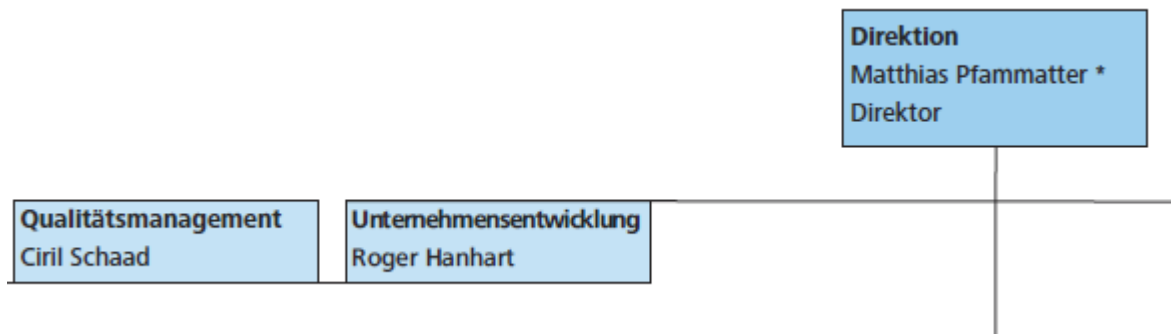 Direktion
Matthias Pfammatter *
Direktor
Qualitätsmanagement
Ciril Schaad
Unternehmensentwicklung
Roger Hanhart